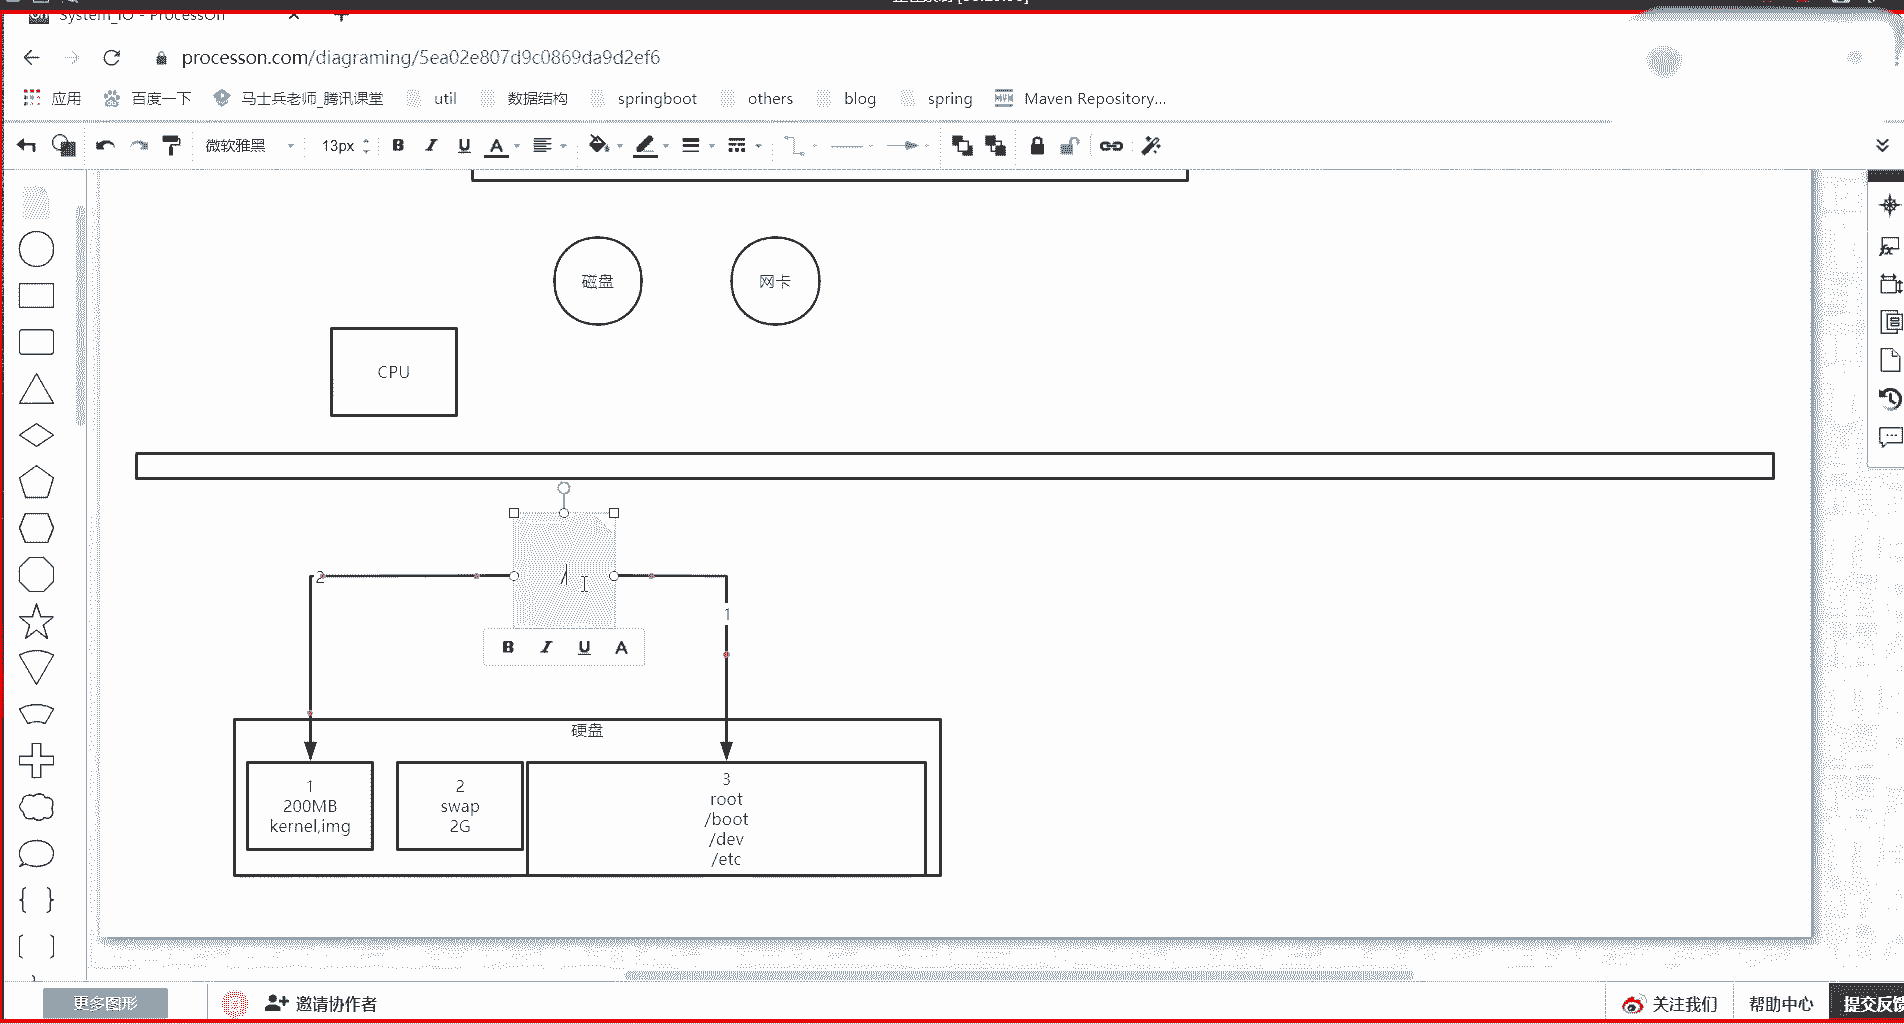 System_IO - ProcessOn
processon.com/diagraming/5ea02e807d9c0869da9d2ef6
应用 百度一下 马士兵老师_腾讯课堂 util 数据结构 springboot others blog spring Maven Repository...
微软雅黑 13px B I U A
磁盘 网卡
CPU
2
/
1
B I U A
硬盘
1
200MB
kernel,img
2
swap
2G
3
root
/boot
/dev
/etc
更多图形 邀请协作者 关注我们 帮助中心 提交反馈